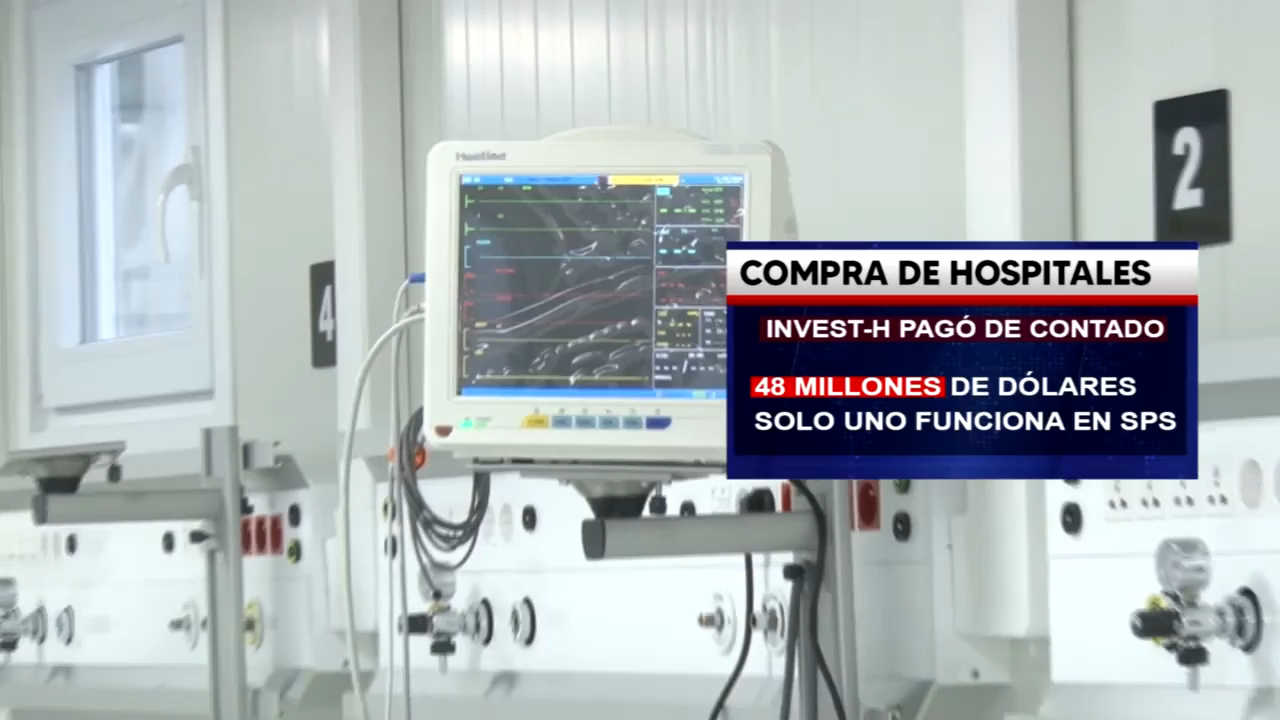 4
2
COMPRA DE HOSPITALES
INVEST-H PAGÓ DE CONTADO
48 MILLONES DE DÓLARES
SOLO UNO FUNCIONA EN SPS